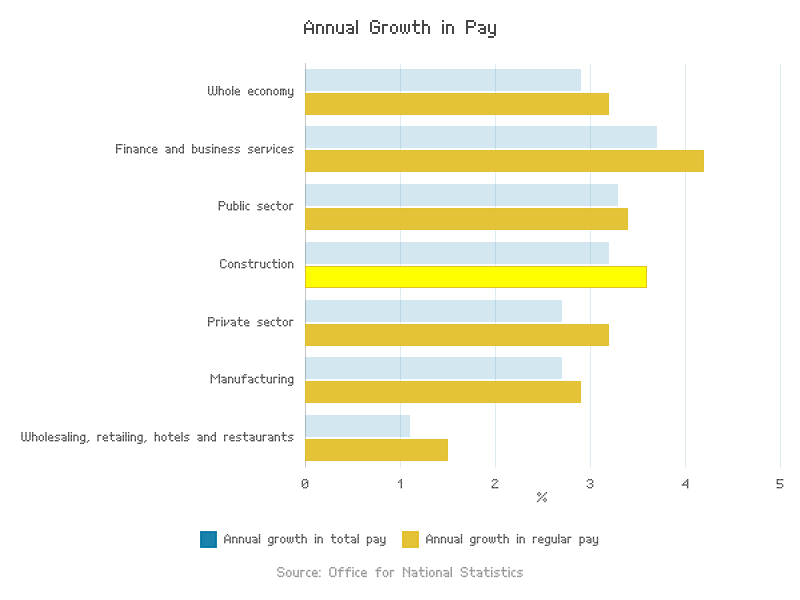 Annual Growth in Pay
Whole economy
Finance and business services
Public sector
Construction
Private sector
Manufacturing
Wholesaling, retailing, hotels and restaurants
0 1 2 3 4 5
%
Annual growth in total pay Annual growth in regular pay
Source: Office for National Statistics